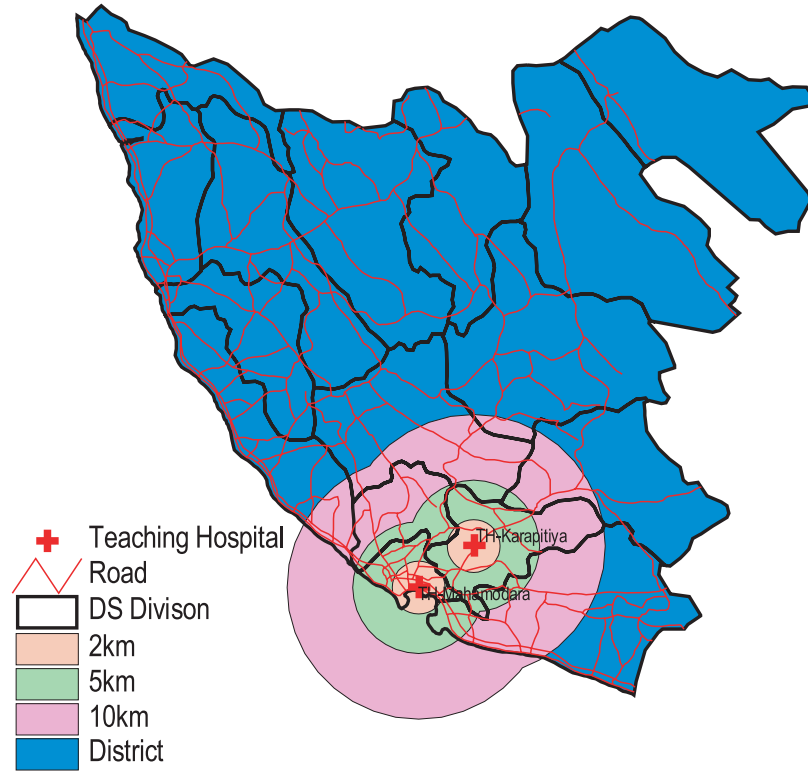 TH-Karapitiya
TH-Mahamodara
Teaching Hospital
Road
DS Divison
2km
5km
10km
District